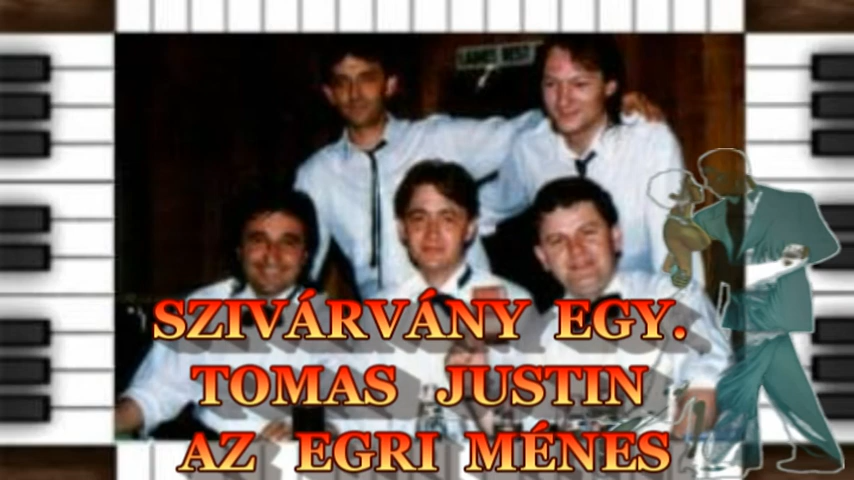 SZIVÁRVÁNY EGY.
TOMAS JUSTIN
AZ EGRI MÉNES